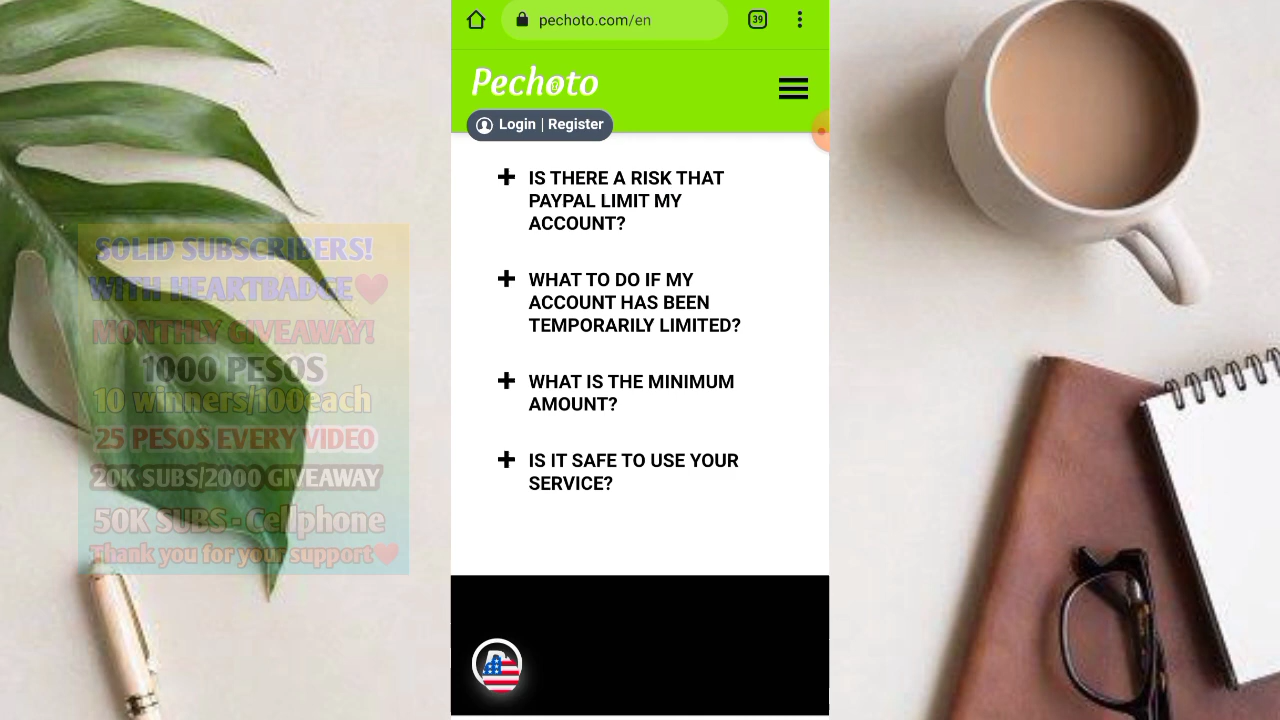 39
pechoto.com/en
Pechoto
Login | Register
IS THERE A RISK THAT
PAYPAL LIMIT MY
ACCOUNT?
WHAT TO DO IF MY
ACCOUNT HAS BEEN
TEMPORARILY LIMITED?
WHAT IS THE MINIMUM
AMOUNT?
IS IT SAFE TO USE YOUR
SERVICE?
SOLID SUBSCRIBERS!
WITH HEARTBADGE❤️
MONTHLY GIVEAWAY!
1000 PESOS
10 winners/100each
25 PESOS EVERY VIDEO
20K SUBS/2000 GIVEAWAY
50K SUBS - Cellphone
Thank you for your support❤️